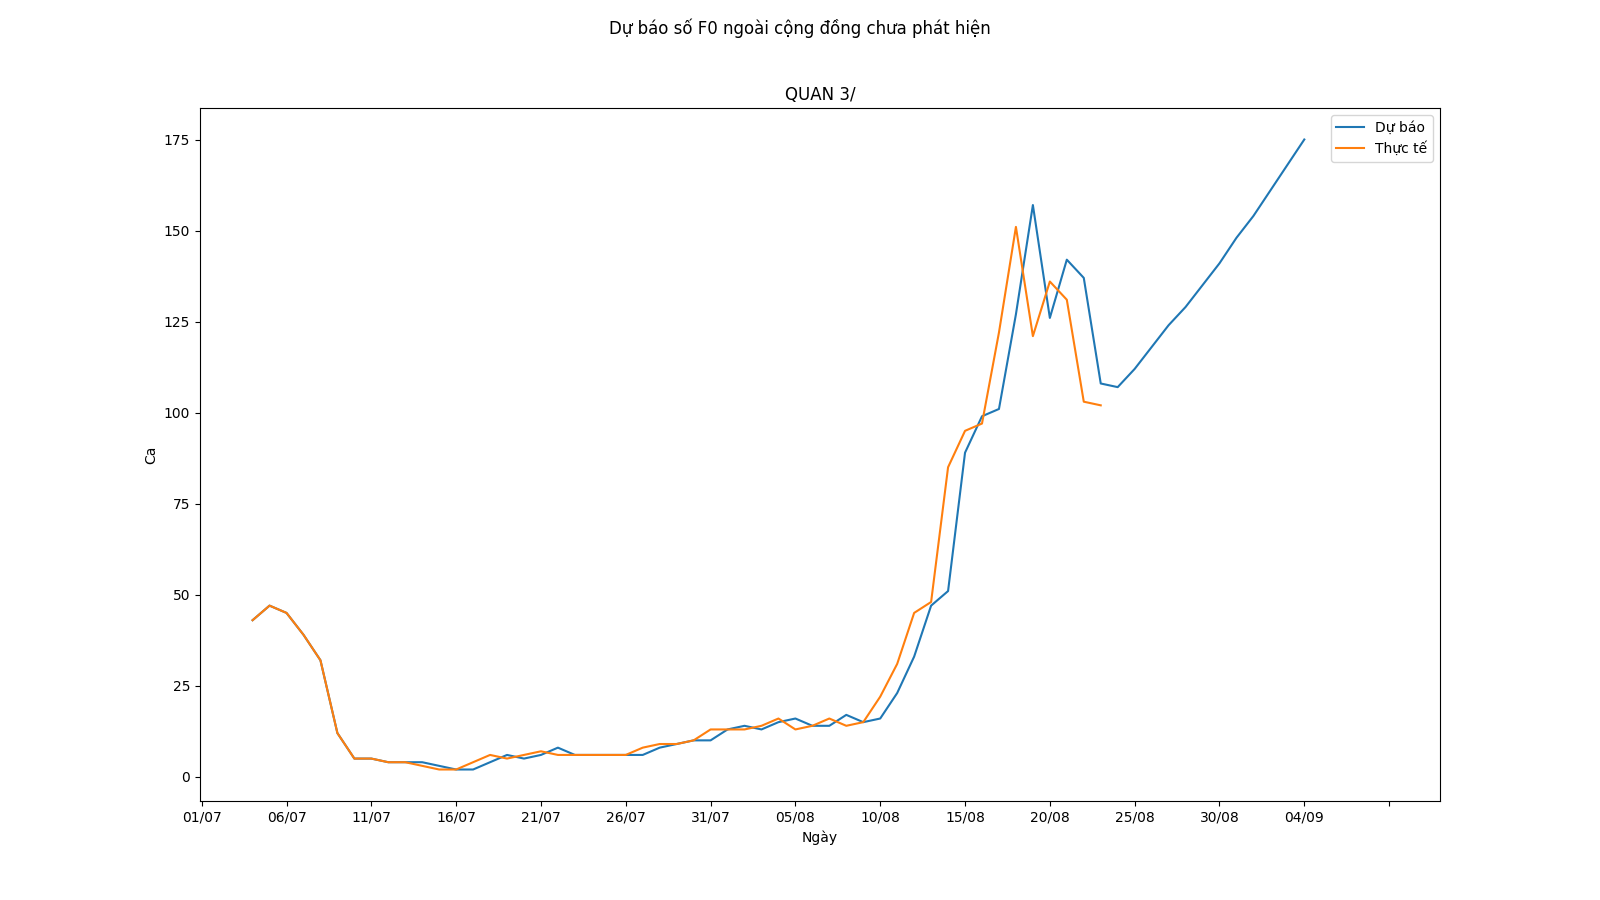 Dự báo số F0 ngoài cộng đồng chưa phát hiện
QUAN 3/
Dự báo
Thực tế
175
150
125
100
75
50
25
0
Ca
01/07 06/07 11/07 16/07 21/07 26/07 31/07 05/08 10/08 15/08 20/08 25/08 30/08 04/09
Ngày